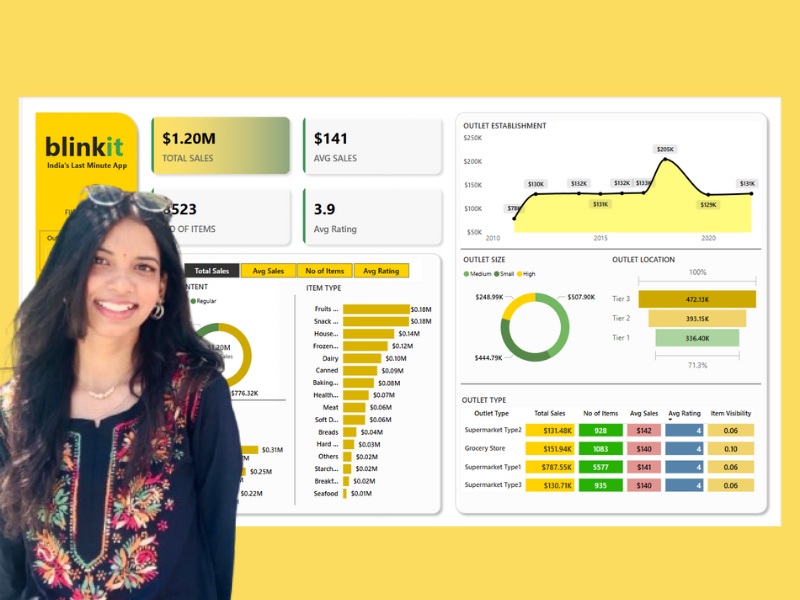 blinkit
India's Last Minute App
$1.20M
TOTAL SALES
$141
AVG SALES
523
OF ITEMS
3.9
Avg Rating
Total Sales
Avg Sales
No of Items
Avg Rating
Regular
$776.32K
$0.31M
$0.25M
$0.22M
ITEM TYPE
Fruits ... $0.18M
Snack ... $0.18M
House... $0.14M
Frozen... $0.12M
Dairy $0.10M
Canned $0.09M
Baking... $0.08M
Health... $0.07M
Meat $0.06M
Soft D... $0.06M
Breads $0.04M
Hard ... $0.03M
Others $0.02M
Starch... $0.02M
Breakf... $0.02M
Seafood $0.01M
OUTLET ESTABLISHMENT
$250K
$200K
$150K
$100K
$50K
$78K
$130K
$132K
$131K
$132K
$133K
$205K
$129K
$131K
2010 2015 2020
OUTLET SIZE
Medium Small High
$248.99K
$507.90K
$444.79K
OUTLET LOCATION
100%
Tier 3 472.13K
Tier 2 393.15K
Tier 1 336.40K
71.3%
OUTLET TYPE
Outlet Type Total Sales No of Items Avg Sales Avg Rating Item Visibility
Supermarket Type2 $131.48K 928 $142 4 0.06
Grocery Store $151.94K 1083 $140 4 0.10
Supermarket Type1 $787.55K 5577 $141 4 0.06
Supermarket Type3 $130.71K 935 $140 4 0.06